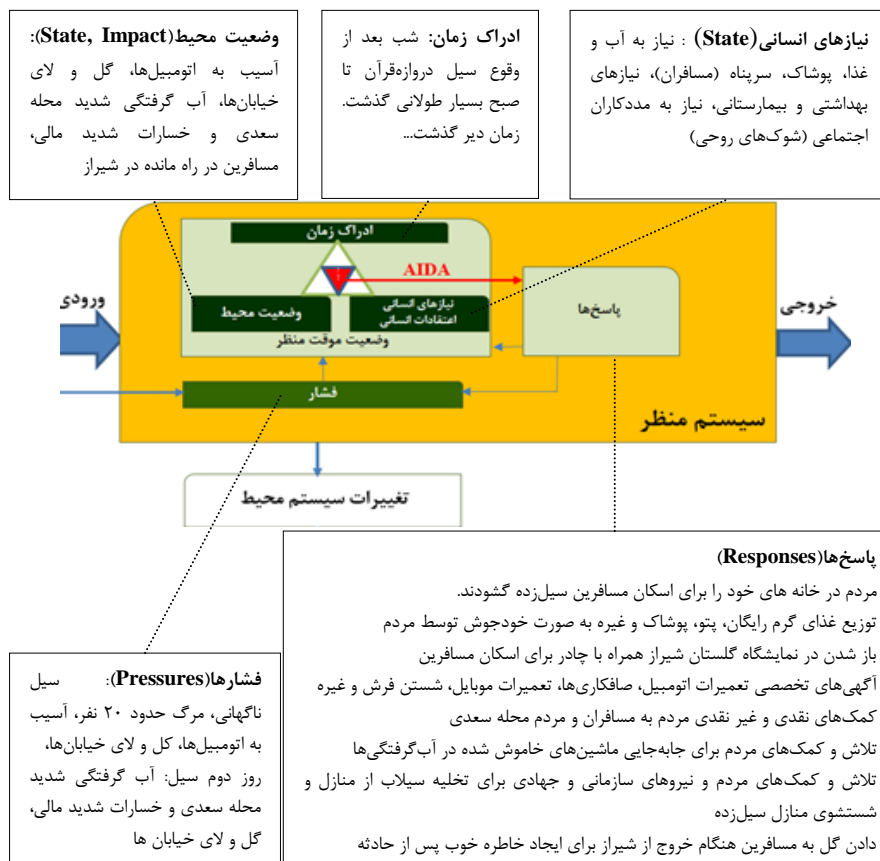 نیازهای انسانی(State) : نیاز به آب و
غذا، پوشاک، سرپناه (مسافران)، نیازهای
بهداشتی و بیمارستانی، نیاز به مددکاران
اجتماعی (شوک‌های روحی)
ادراک زمان: شب بعد از
وقوع سیل دروازه‌قرآن تا
صبح بسیار طولانی گذشت.
زمان دیر گذشت...
وضعیت محیط(State, Impact):
آسیب به اتومبیل‌ها، گل و لای
خیابان‌ها، آب گرفتگی شدید محله
سعدی و خسارات شدید مالی،
مسافرین در راه مانده در شیراز
ادراک زمان
AIDA
ورودی
وضعیت محیط
نیازهای انسانی
اعتقادات انسانی
وضعیت موقت منظر
پاسخ‌ها
خروجی
فشار
سیستم منظر
تغییرات سیستم محیط
پاسخ‌ها(Responses)
مردم در خانه های خود را برای اسکان مسافرین سیل‌زده گشودند.
توزیع غذای گرم رایگان، پتو، پوشاک و غیره به صورت خودجوش توسط مردم
باز شدن در نمایشگاه گلستان شیراز همراه با چادر برای اسکان مسافرین
آگهی‌های تخصصی تعمیرات اتومبیل، صافکاری‌ها، تعمیرات موبایل، شستن فرش و غیره
کمک‌های نقدی و غیر نقدی مردم به مسافران و مردم محله سعدی
تلاش و کمک‌های مردم برای جابه‌جایی ماشین‌های خاموش شده در آب‌گرفتگی‌ها
تلاش و کمک‌های مردم و نیروهای سازمانی و جهادی برای تخلیه سیلاب از منازل و
شستشوی منازل سیل‌زده
دادن گل به مسافرین هنگام خروج از شیراز برای ایجاد خاطره خوب پس از حادثه
فشارها(Pressures): سیل
ناگهانی، مرگ حدود ۲۰ نفر، آسیب
به اتومبیل‌ها، کل و لای خیابان‌ها،
روز دوم سیل: آب گرفتگی شدید
محله سعدی و خسارات شدید مالی،
گل و لای خیابان ها